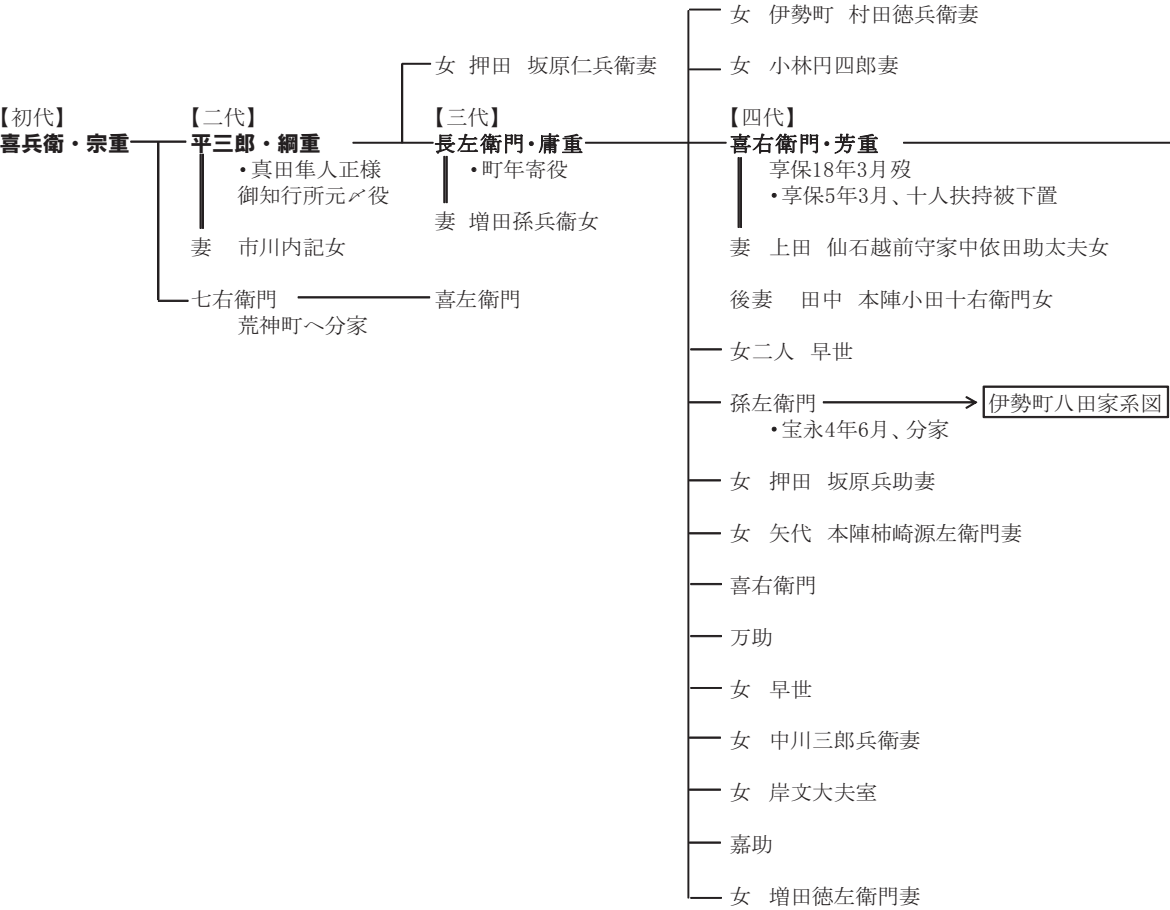 女 伊勢町 村田徳兵衛妻
女 押田 坂原仁兵衛妻
女 小林円四郎妻
【初代】
喜兵衛・宗重
【二代】
平三郎・綱重
・真田隼人正様
御知行所元〆役
妻 市川内記女
七右衛門
荒神町へ分家
【三代】
長左衛門・庸重
・町年寄役
妻 増田孫兵衞女
喜左衛門
【四代】
喜右衛門・芳重
享保18年3月歿
・享保5年3月、十人扶持被下置
妻 上田 仙石越前守家中依田助太夫女
後妻 田中 本陣小田十右衛門女
女二人 早世
孫左衛門
伊勢町八田家系図
・宝永4年6月、分家
女 押田 坂原兵助妻
女 矢代 本陣柿崎源左衛門妻
喜右衛門
万助
女 早世
女 中川三郎兵衛妻
女 岸文大夫室
嘉助
女 増田徳左衛門妻